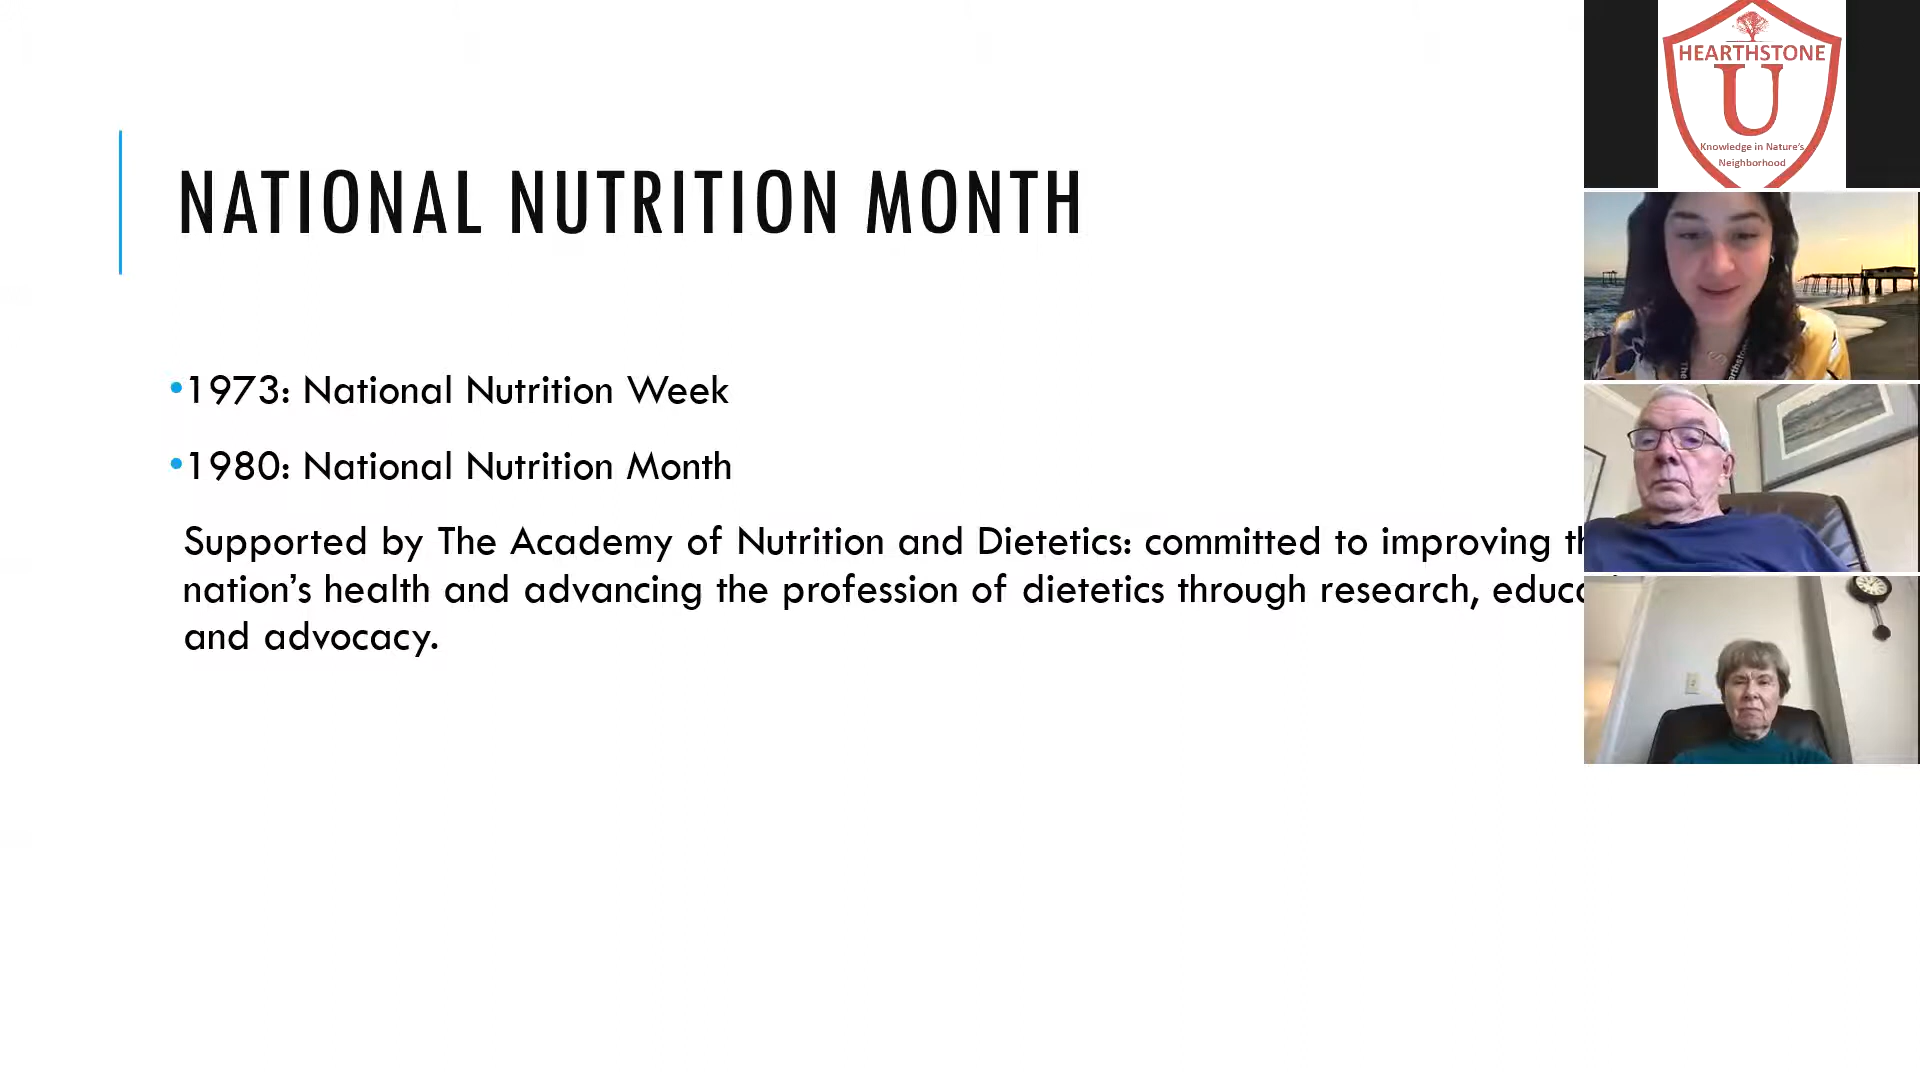 NATIONAL NUTRITION MONTH
•1973: National Nutrition Week
•1980: National Nutrition Month
Supported by The Academy of Nutrition and Dietetics: committed to improving
nation’s health and advancing the profession of dietetics through research,
and advocacy.
HEARTHSTONE
U
Knowledge in Nature's
Neighborhood